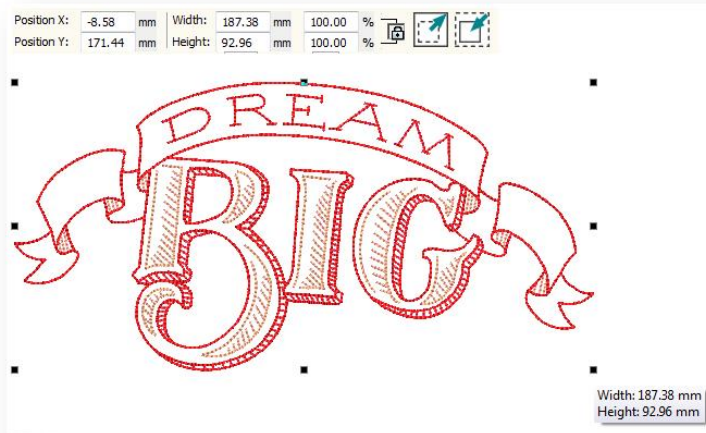 Position X: -8.58 mm Width: 187.38 mm 100.00 %
Position Y: 171.44 mm Height: 92.96 mm 100.00 %
DREAM
BIG
Width: 187.38 mm
Height: 92.96 mm